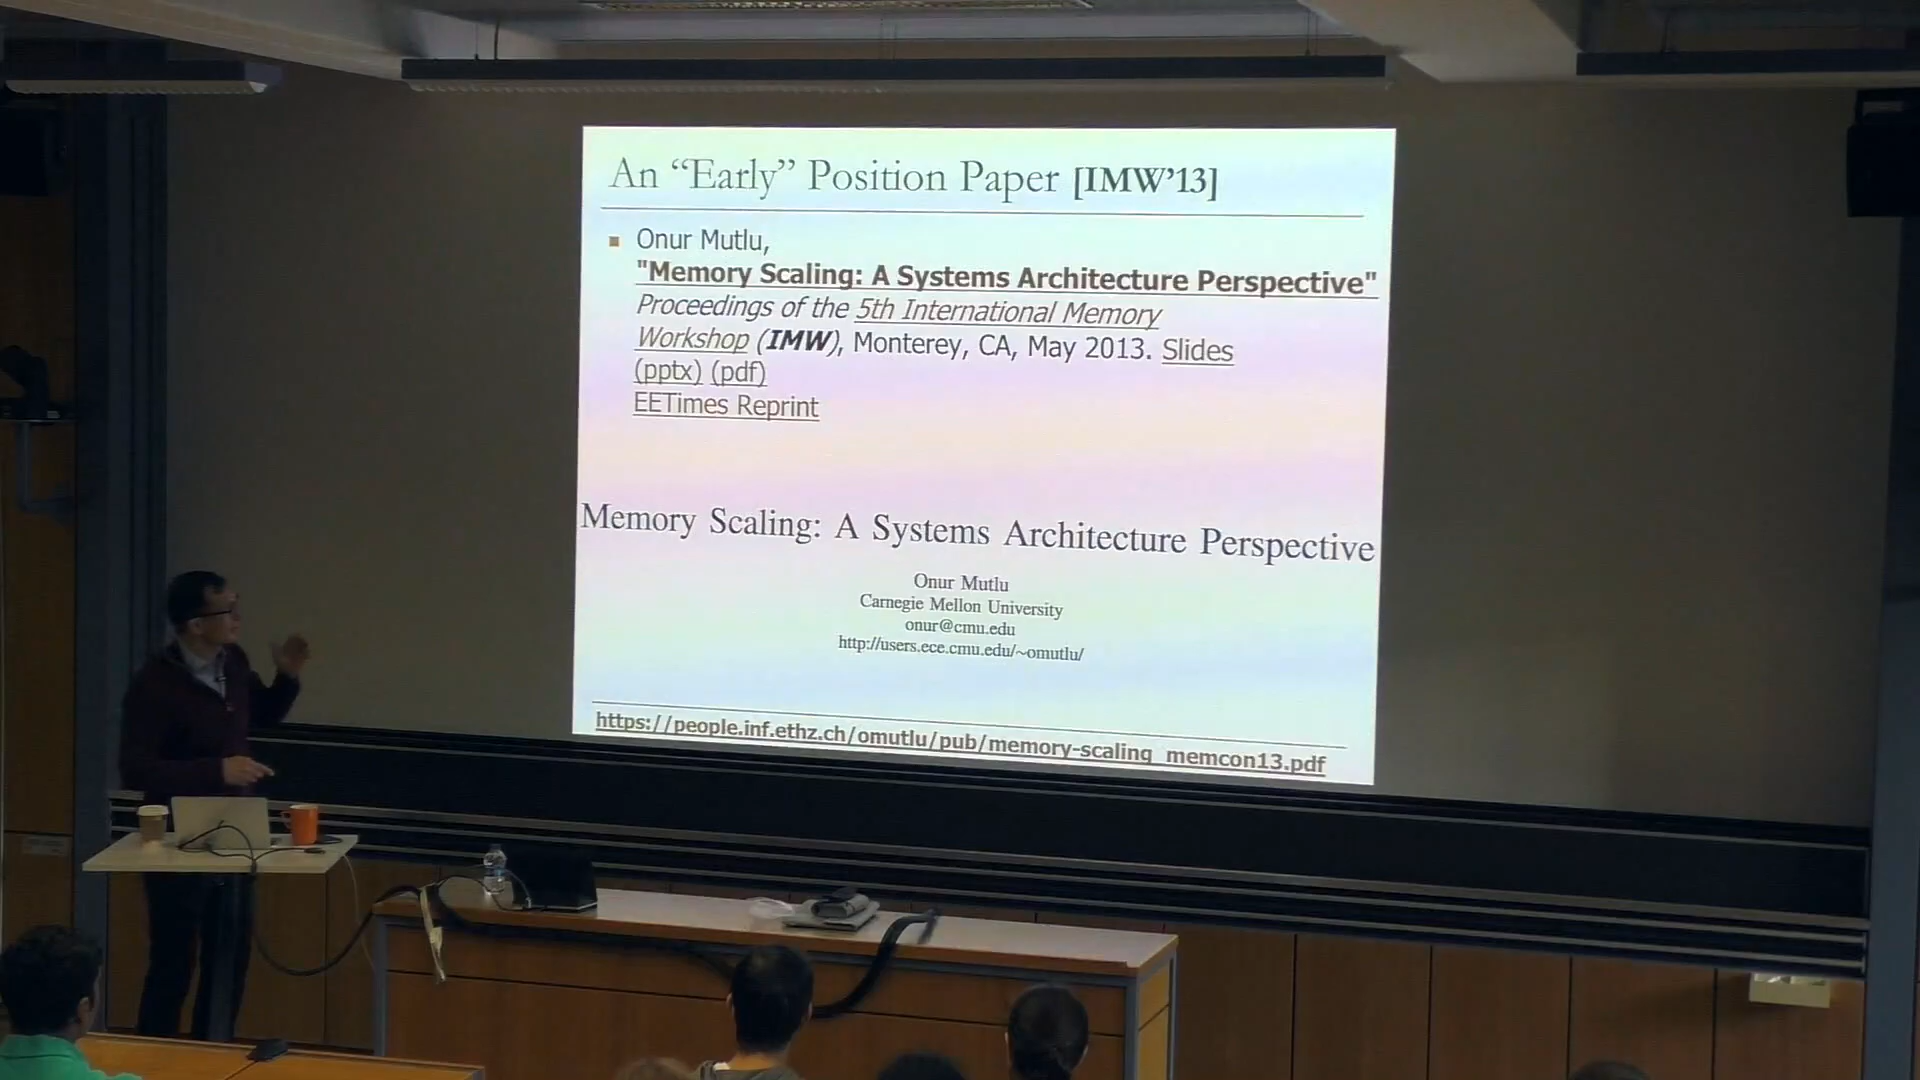 An “Early” Position Paper [IMW’13]
Onur Mutlu,
"Memory Scaling: A Systems Architecture Perspective"
Proceedings of the 5th International Memory
Workshop (IMW), Monterey, CA, May 2013. Slides
(pptx) (pdf)
EETimes Reprint
Memory Scaling: A Systems Architecture Perspective
Onur Mutlu
Carnegie Mellon University
onur@cmu.edu
http://users.ece.cmu.edu/~omutlu/
https://people.inf.ethz.ch/omutlu/pub/memory-scaling_memcon13.pdf